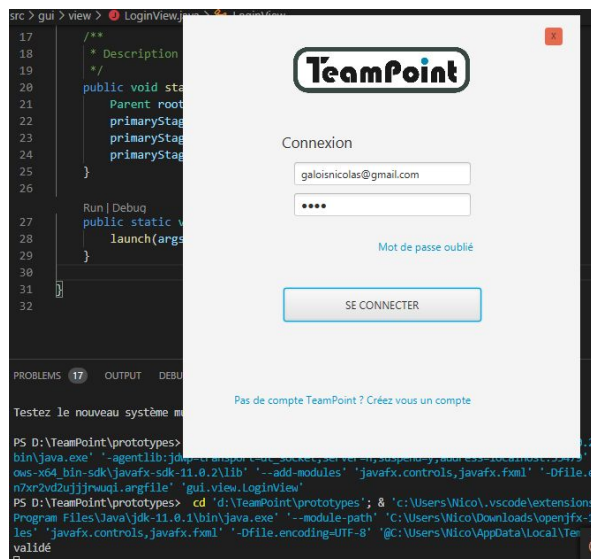 src > gui > view > LoginView.java > LoginView
17 /**
18 * Description
19 */
20 public void sta
21 Parent root
22 primaryStag
23 primaryStag
24 primaryStag
25 }
26
Run | Debug
27 public static v
28 launch(args
29 }
30
31 }
32
x
TeamPoint
Connexion
galoisnicolas@gmail.com
••••
Mot de passe oublié
SE CONNECTER
Pas de compte TeamPoint ? Créez vous un compte
PROBLEMS 17 OUTPUT DEBU
Testez le nouveau système mu
PS D:\TeamPoint\prototypes>
bin\java.exe' '-agentlib:jdwp=transport=dt_socket,server=n,suspend=y,address=localhost:
ows-x64_bin-sdk\javafx-sdk-11.0.2\lib' '--add-modules' 'javafx.controls,javafx.fxml' '-Dfile.e
n7xr2vd2ujjjrwuqi.argfile' 'gui.view.LoginView'
PS D:\TeamPoint\prototypes> cd 'd:\TeamPoint\prototypes'; & 'c:\Users\Nico\.vscode\extensions
Program Files\Java\jdk-11.0.1\bin\java.exe' '--module-path' 'C:\Users\Nico\Downloads\openjfx-1
les' 'javafx.controls,javafx.fxml' '-Dfile.encoding=UTF-8' '@C:\Users\Nico\AppData\Local\Tem
validé